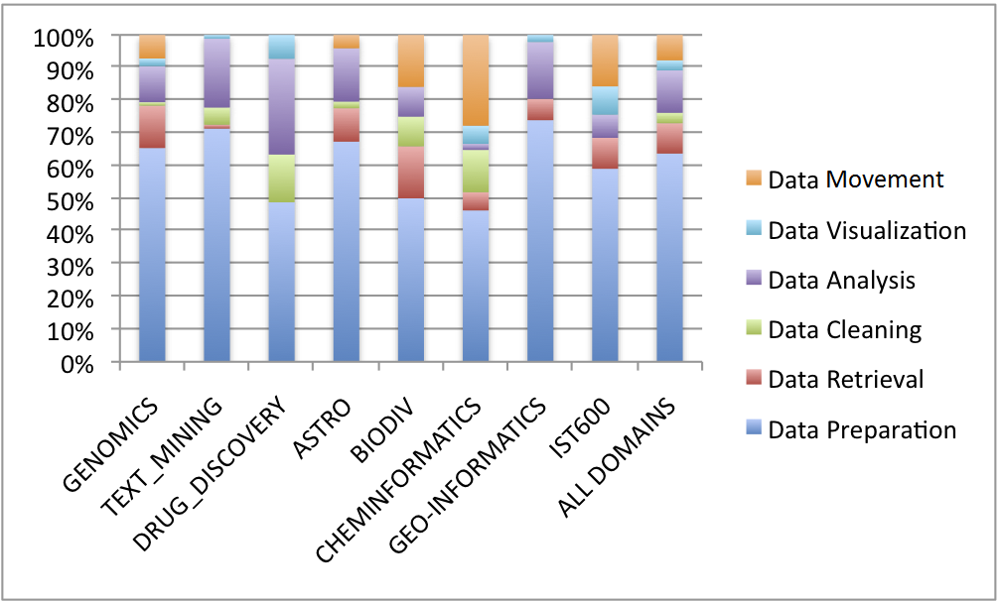 100%
90%
80%
70%
60%
50%
40%
30%
20%
10%
0%
GENOMICS
TEXT_MINING
DRUG_DISCOVERY
ASTRO
BIODIV
CHEMINFORMATICS
GEO-INFORMATICS
IST600
ALL DOMAINS
Data Movement
Data Visualization
Data Analysis
Data Cleaning
Data Retrieval
Data Preparation